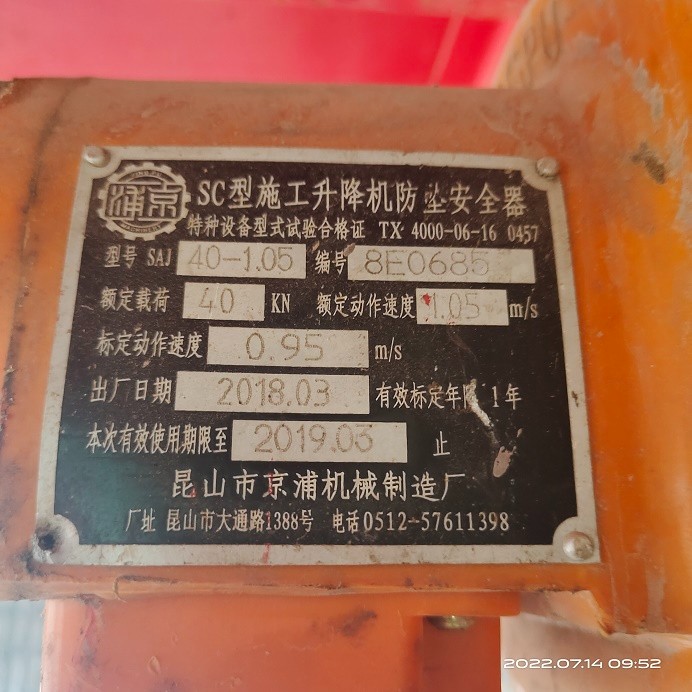 浦京
SC型施工升降机防坠安全器
特种设备型式试验合格证 TX 4000-06-16 0457
型号 SAJ 40-1.05 编号 8E0685
额定载荷 40 KN 额定动作速度 1.05 m/s
标定动作速度 0.95 m/s
出厂日期 2018.03 有效标定年限 1年
本次有效使用期限至 2019.03 止
昆山市京浦机械制造厂
厂址 昆山市大通路1388号 电话0512-57611398
2022.07.14 09:52